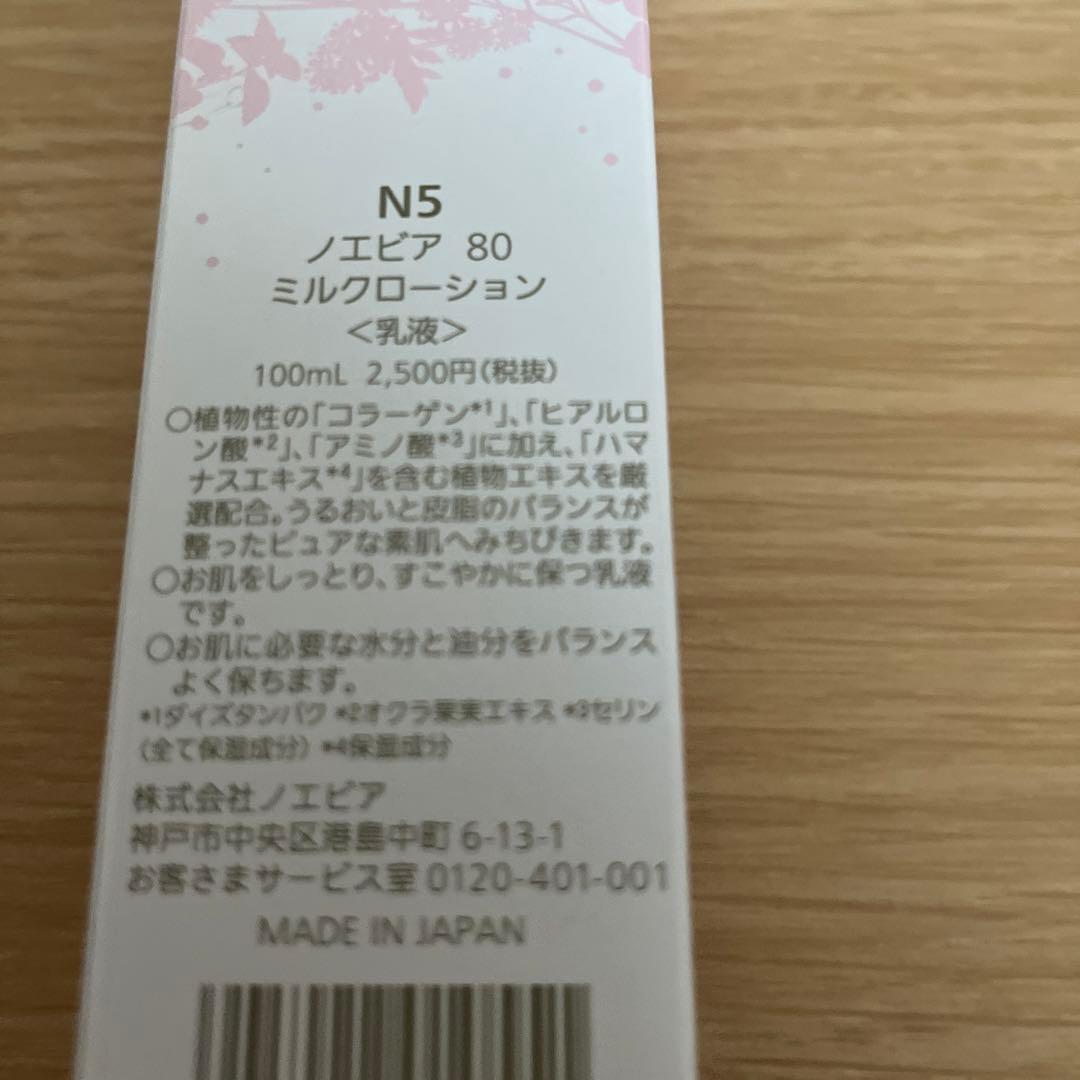 N5
ノエビア 80
ミルクローション
＜乳液＞
100mL 2,500円(税抜)
○植物性の「コラーゲン*1」、「ヒアルロ
ン酸*2」、「アミノ酸*3」に加え、「ハマ
ナスエキス*4」を含む植物エキスを厳
選配合。うるおいと皮脂のバランスが
整ったピュアな素肌へみちびきます。
○お肌をしっとり、すこやかに保つ乳液
です。
○お肌に必要な水分と油分をバランス
よく保ちます。
*1ダイズタンパク *2オクラ果実エキス *3セリン
(全て保湿成分) *4保湿成分
株式会社ノエビア
神戸市中央区港島中町 6-13-1
お客さまサービス室 0120-401-001
MADE IN JAPAN